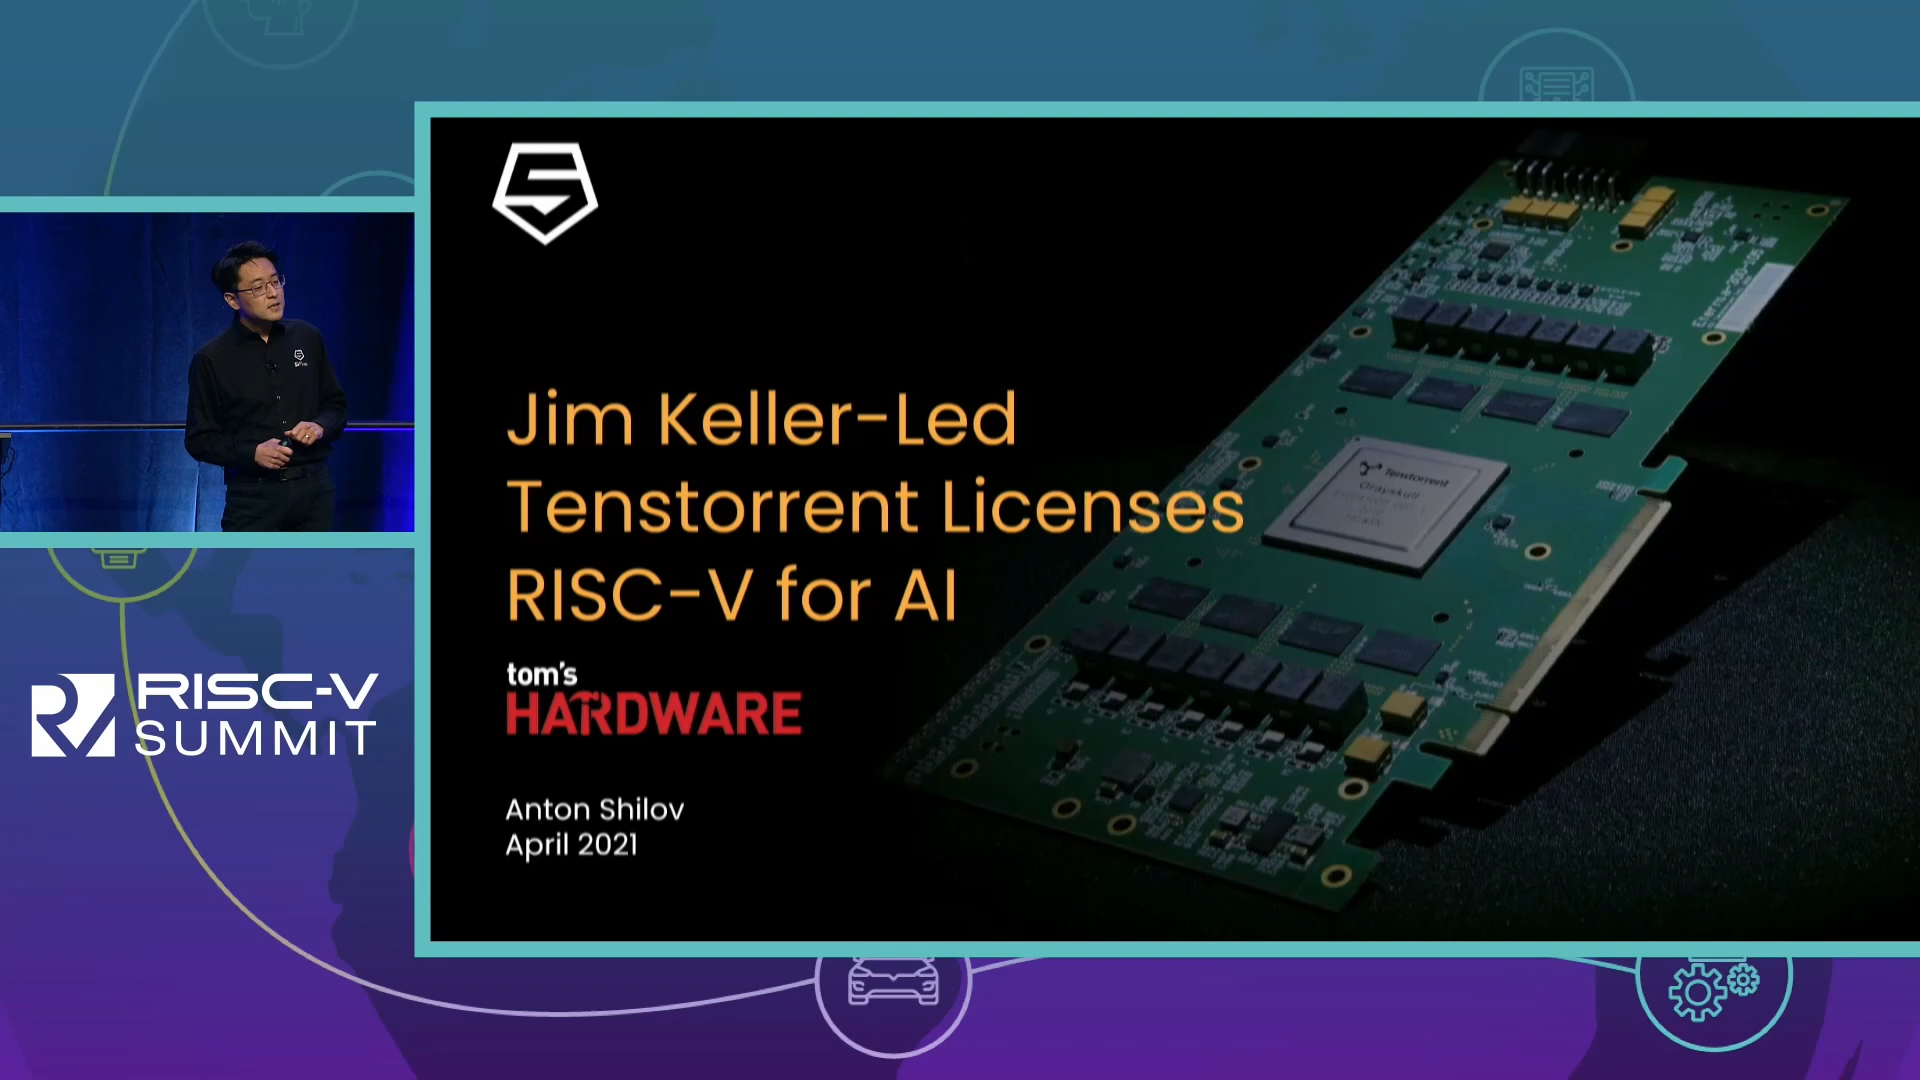 Jim Keller-Led
Tenstorrent Licenses
RISC-V for AI
tom's
HARDWARE
Anton Shilov
April 2021
RISC-V
SUMMIT
Tenstorrent
Grayskull